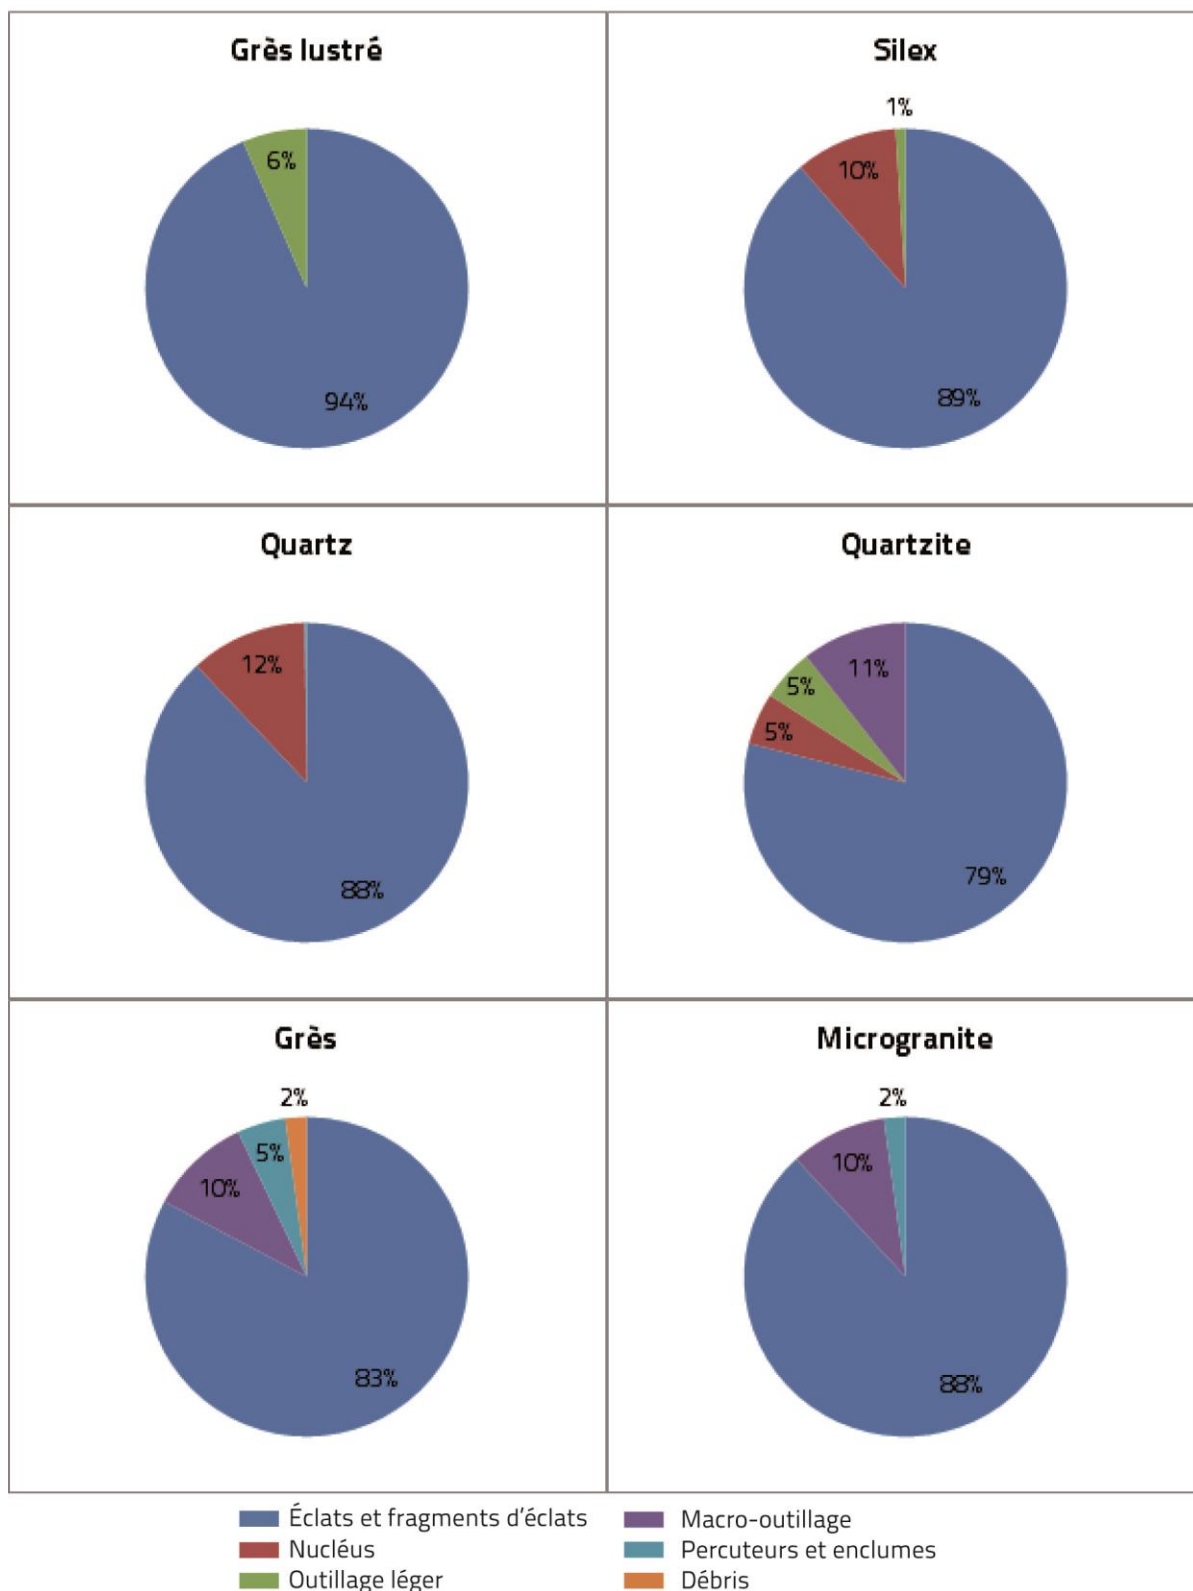 Grès lustré
6%
94%
Silex
1%
10%
89%
Quartz
12%
88%
Quartzite
11%
5%
5%
79%
Grès
2%
5%
10%
83%
Microgranite
2%
10%
88%
Éclats et fragments d'éclats
Nucléus
Outillage léger
Macro-outillage
Percuteurs et enclumes
Débris